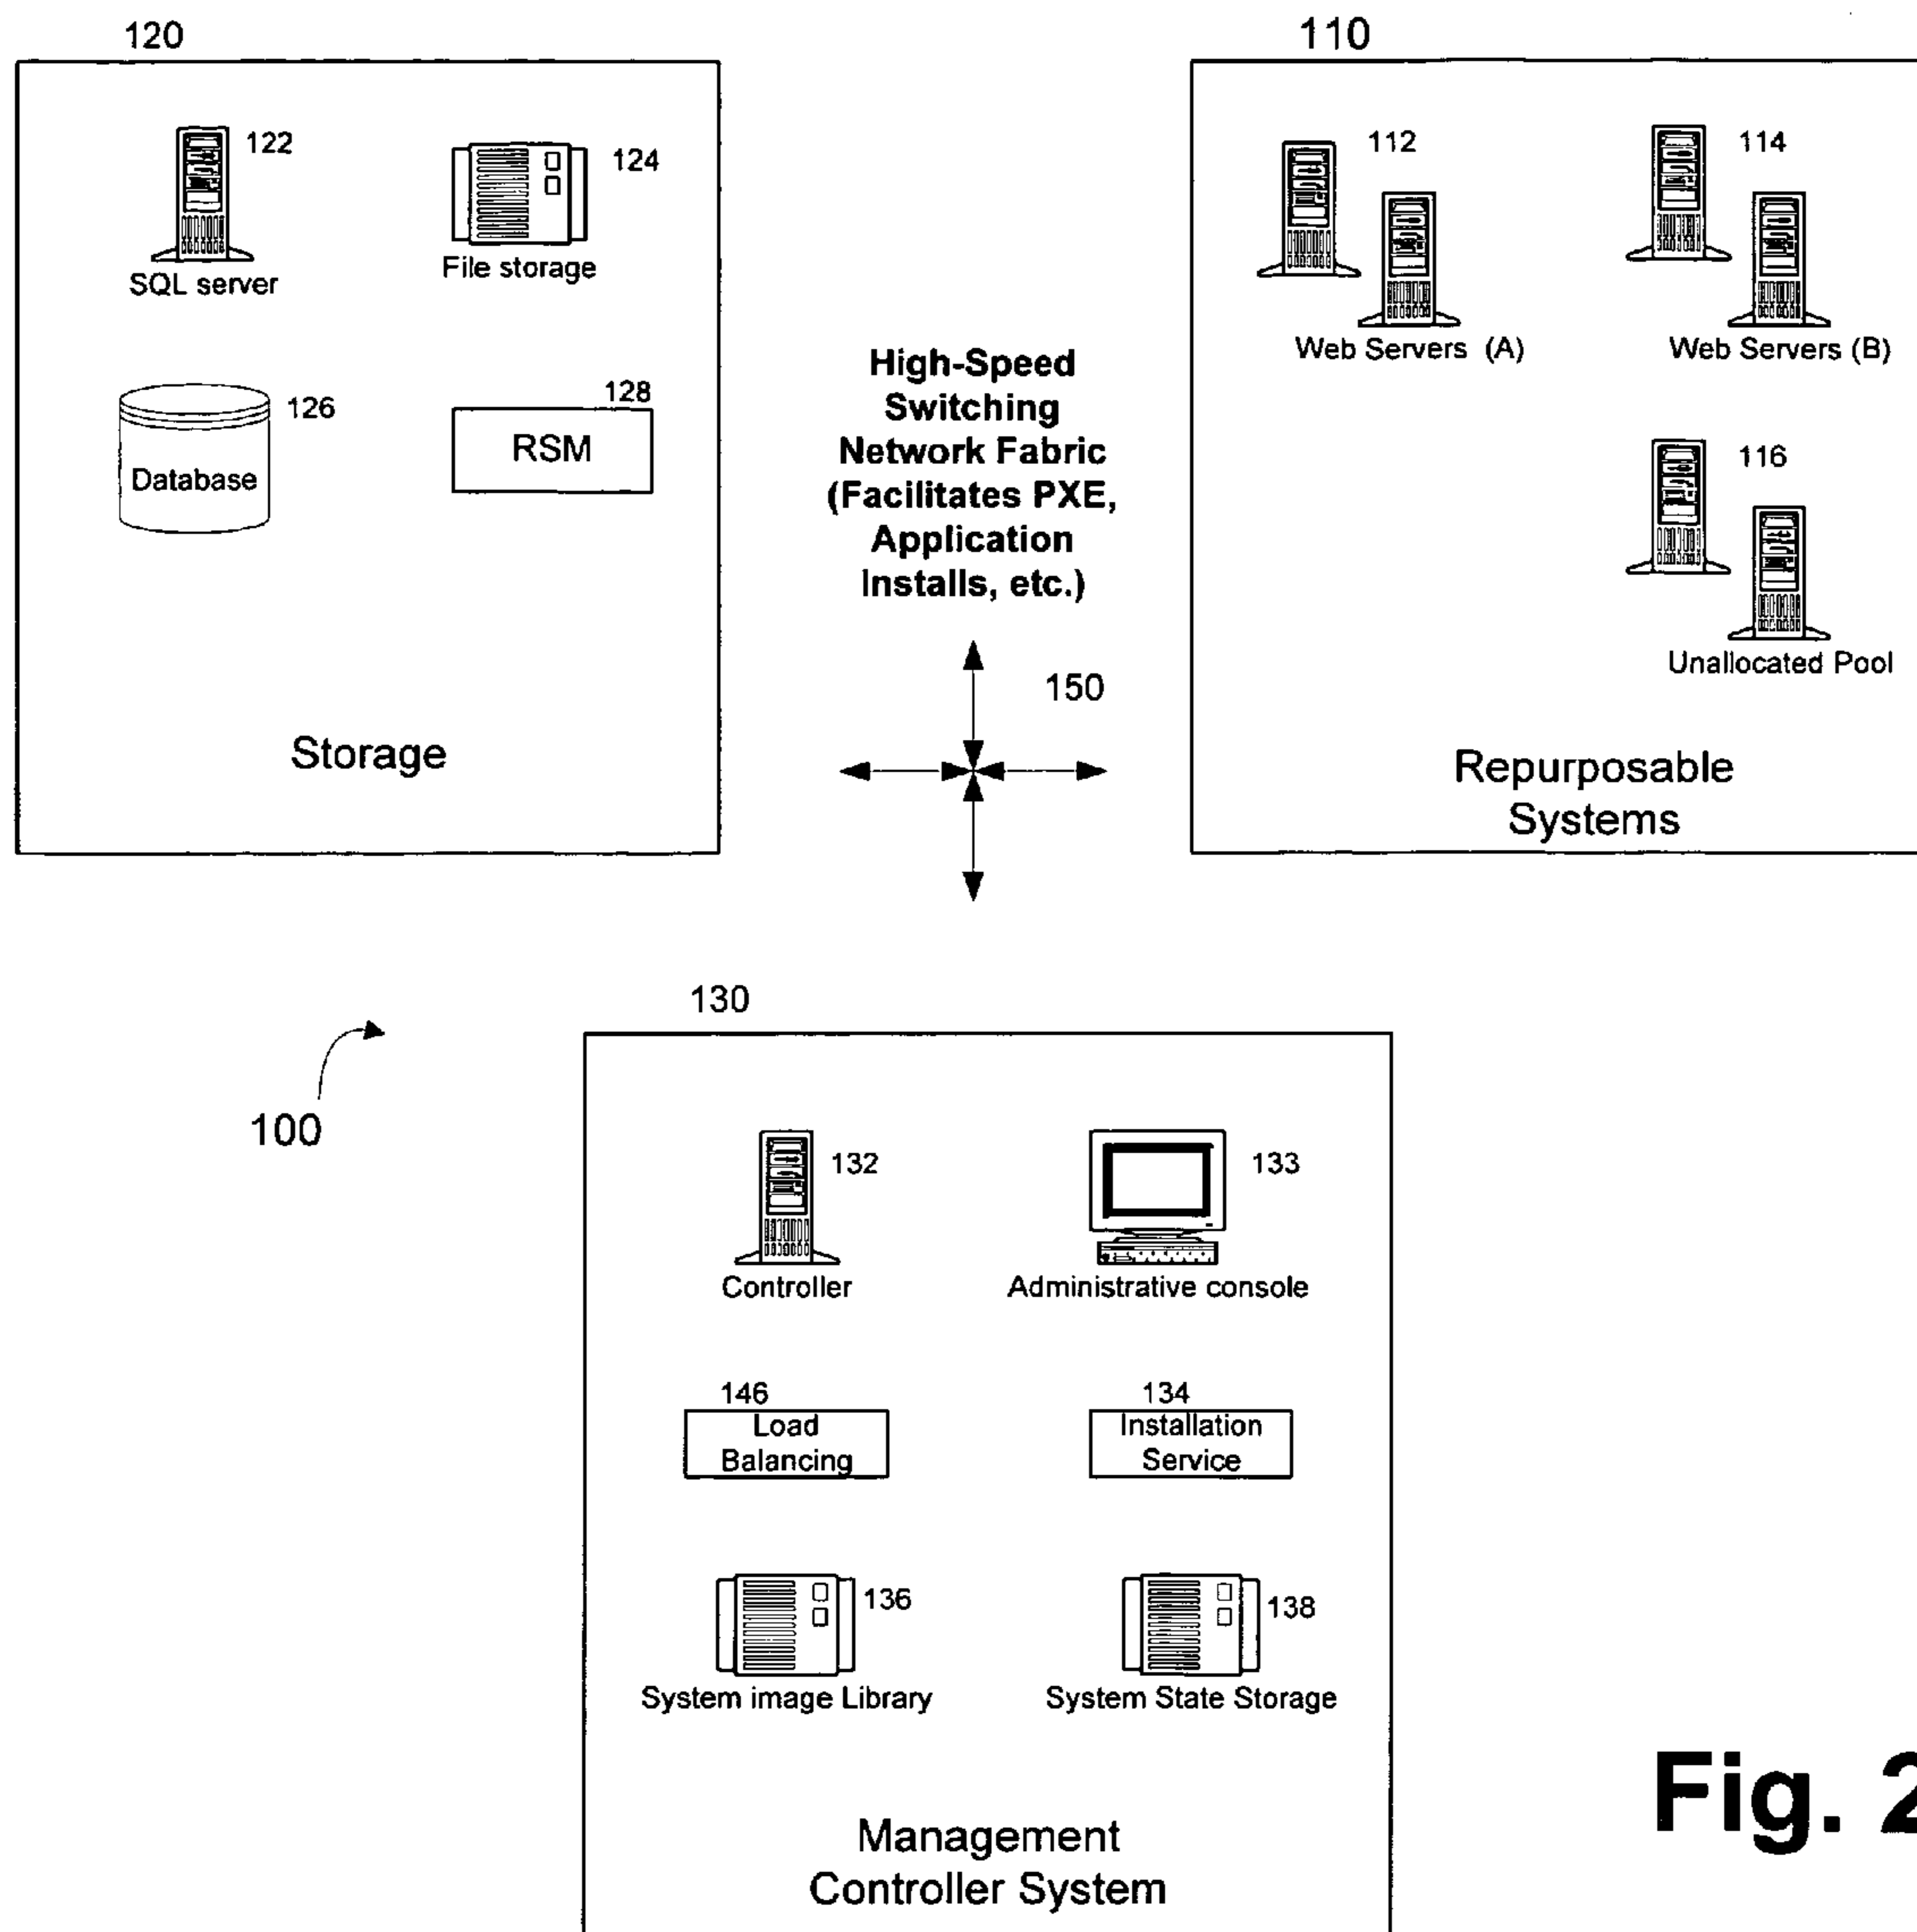 120
122
SQL server
124
File storage
126
Database
128
RSM
Storage
High-Speed
Switching
Network Fabric
(Facilitates PXE,
Application
Installs, etc.)
150
110
112
Web Servers (A)
114
Web Servers (B)
116
Unallocated Pool
Repurposable
Systems
100
130
132
Controller
133
Administrative console
146
Load
Balancing
134
Installation
Service
136
System image Library
138
System State Storage
Management
Controller System
Fig. 2